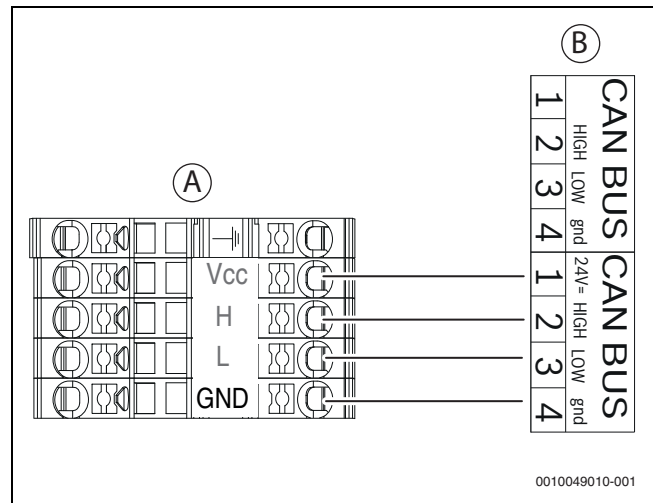 A
B
Vcc
H
L
GND
1
2 HIGH
3 LOW
4 gnd
CAN BUS
1 24V=
2 HIGH
3 LOW
4 gnd
CAN BUS
0010049010-001